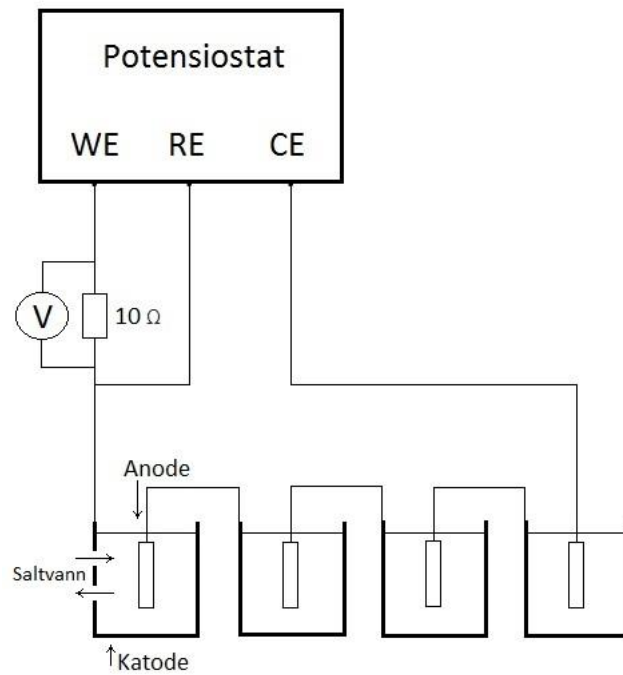 Potensiostat
WE RE CE
V
10 Ω
Anode
Saltvann
Katode